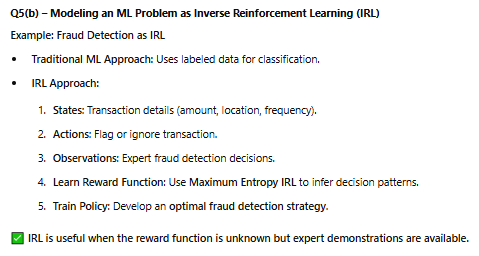 Q5(b) – Modeling an ML Problem as Inverse Reinforcement Learning (IRL)
Example: Fraud Detection as IRL
• Traditional ML Approach: Uses labeled data for classification.
• IRL Approach:
1. States: Transaction details (amount, location, frequency).
2. Actions: Flag or ignore transaction.
3. Observations: Expert fraud detection decisions.
4. Learn Reward Function: Use Maximum Entropy IRL to infer decision patterns.
5. Train Policy: Develop an optimal fraud detection strategy.
✅ IRL is useful when the reward function is unknown but expert demonstrations are available.